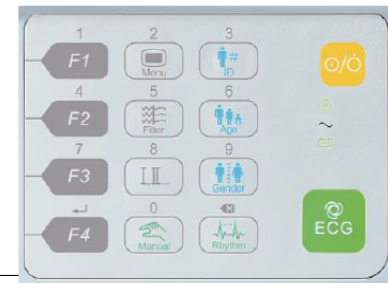 1 2 3
F1 Menu #ID
4 5 6
F2 Filter Age
7 8 9
F3 I,II... Gender
0
F4 Manual Rhythm
ECG